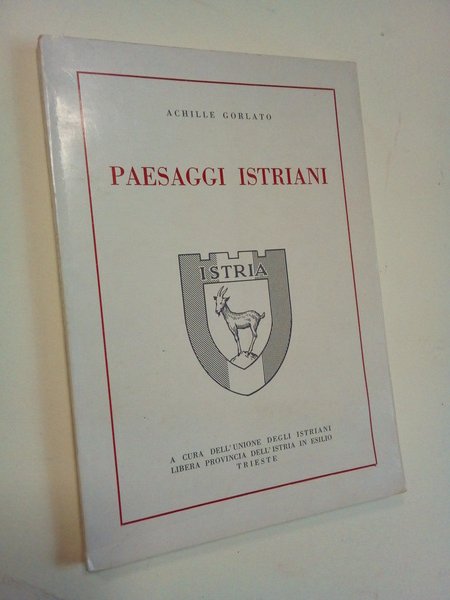 ACHILLE GORLATO
PAESAGGI ISTRIANI
ISTRIA
A CURA DELL'UNIONE DEGLI ISTRIANI
LIBERA PROVINCIA DELL'ISTRIA IN ESILIO
TRIESTE